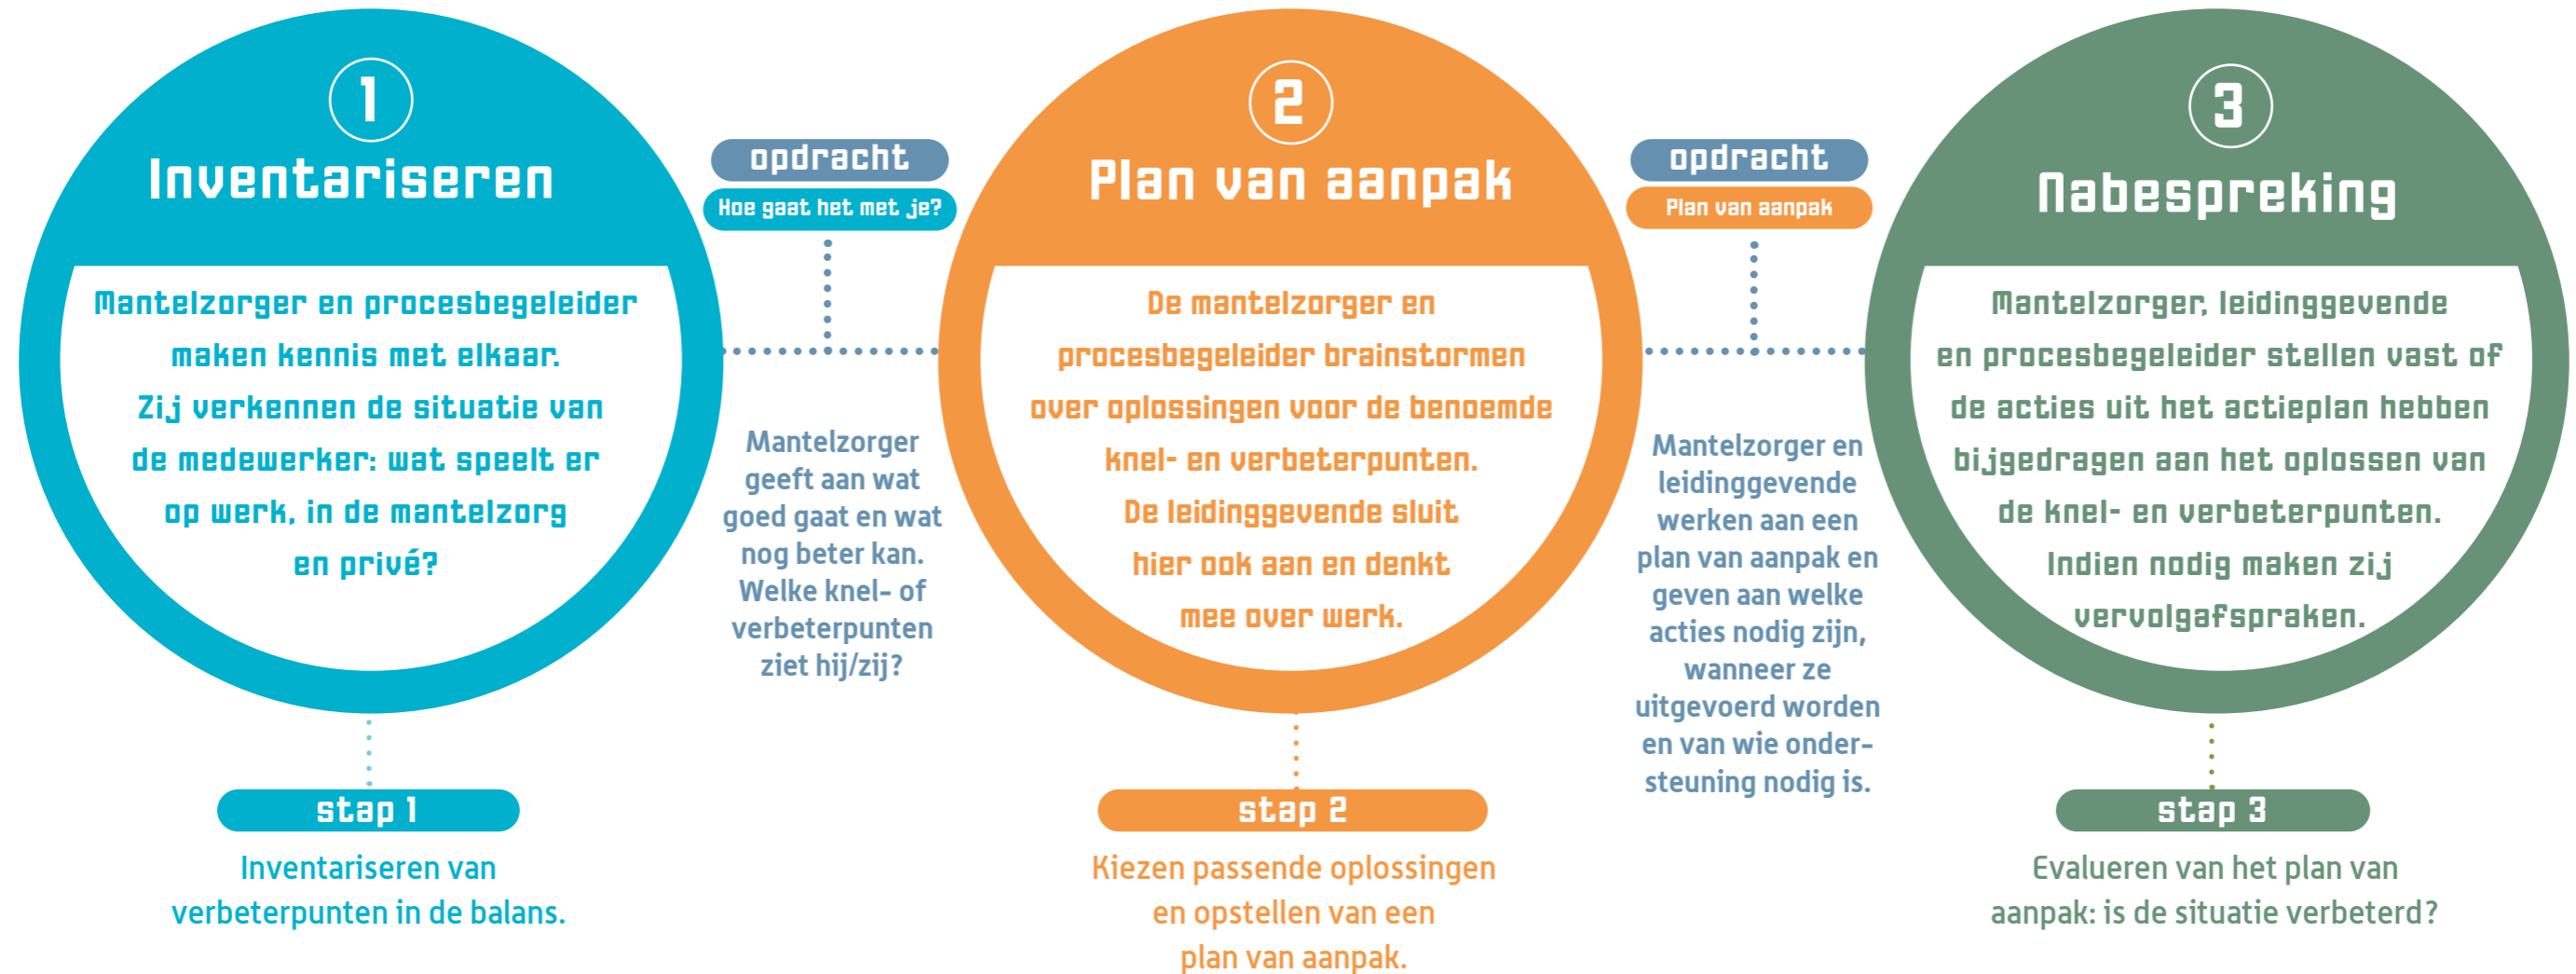 1
Inventariseren
Mantelzorger en procesbegeleider
maken kennis met elkaar.
Zij verkennen de situatie van
de medewerker: wat speelt er
op werk, in de mantelzorg
en privé?
stap 1
Inventariseren van
verbeterpunten in de balans.
opdracht
Hoe gaat het met je?
Mantelzorger
geeft aan wat
goed gaat en wat
nog beter kan.
Welke knel- of
verbeterpunten
ziet hij/zij?
2
Plan van aanpak
De mantelzorger en
procesbegeleider brainstormen
over oplossingen voor de benoemde
knel- en verbeterpunten.
De leidinggevende sluit
hier ook aan en denkt
mee over werk.
stap 2
Kiezen passende oplossingen
en opstellen van een
plan van aanpak.
opdracht
Plan van aanpak
Mantelzorger en
leidinggevende
werken aan een
plan van aanpak en
geven aan welke
acties nodig zijn,
wanneer ze
uitgevoerd worden
en van wie onder-
steuning nodig is.
3
Nabespreking
Mantelzorger, leidinggevende
en procesbegeleider stellen vast of
de acties uit het actieplan hebben
bijgedragen aan het oplossen van
de knel- en verbeterpunten.
Indien nodig maken zij
vervolgafspraken.
stap 3
Evalueren van het plan van
aanpak: is de situatie verbeterd?